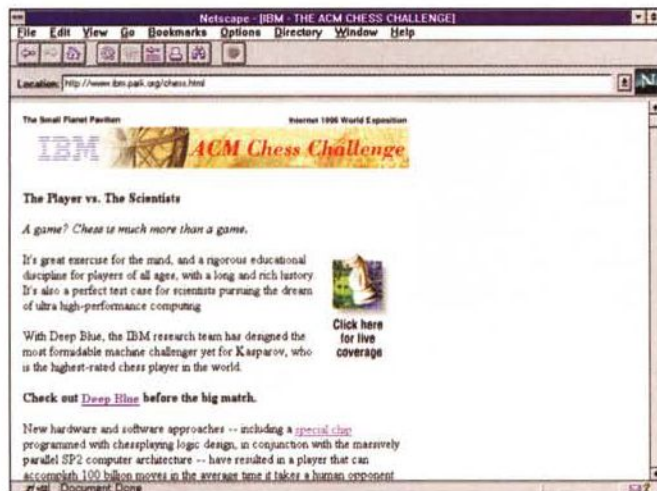 Netscape - [IBM - THE ACM CHESS CHALLENGE]
File Edit View Go Bookmarks Options Directory Window Help
Location: http://www.ibm.park.org/chess.html
N
The Small Planet Pavilion Internet 1996 World Exposition
IBM ACM Chess Challenge
The Player vs. The Scientists
A game? Chess is much more than a game.
It's great exercise for the mind, and a rigorous educational
discipline for players of all ages, with a long and rich history.
It's also a perfect test case for scientists pursuing the dream
of ultra high-performance computing
Click here
for live
coverage
With Deep Blue, the IBM research team has designed the
most formidable machine challenger yet for Kasparov, who
is the highest-rated chess player in the world.
Check out Deep Blue before the big match.
New hardware and software approaches -- including a special chip
programmed with chessplaying logic design, in conjunction with the massively
parallel SP2 computer architecture -- have resulted in a player that can
accomplish 100 billion moves in the average time it takes a human opponent
Document Done